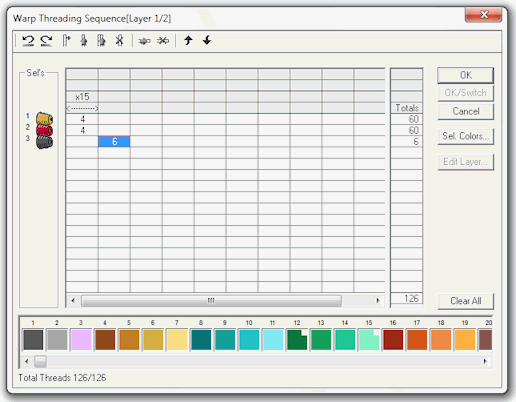 Warp Threading Sequence[Layer 1/2]
Sel's
OK
x15
OK/Switch
<---------->
Totals
Cancel
1 4 60
2 4 60
Sel. Colors...
3 6 6
Edit Layer...
126
Clear All
1 2 3 4 5 6 7 8 9 10 11 12 13 14 15 16 17 18 19 20
Total Threads 126/126